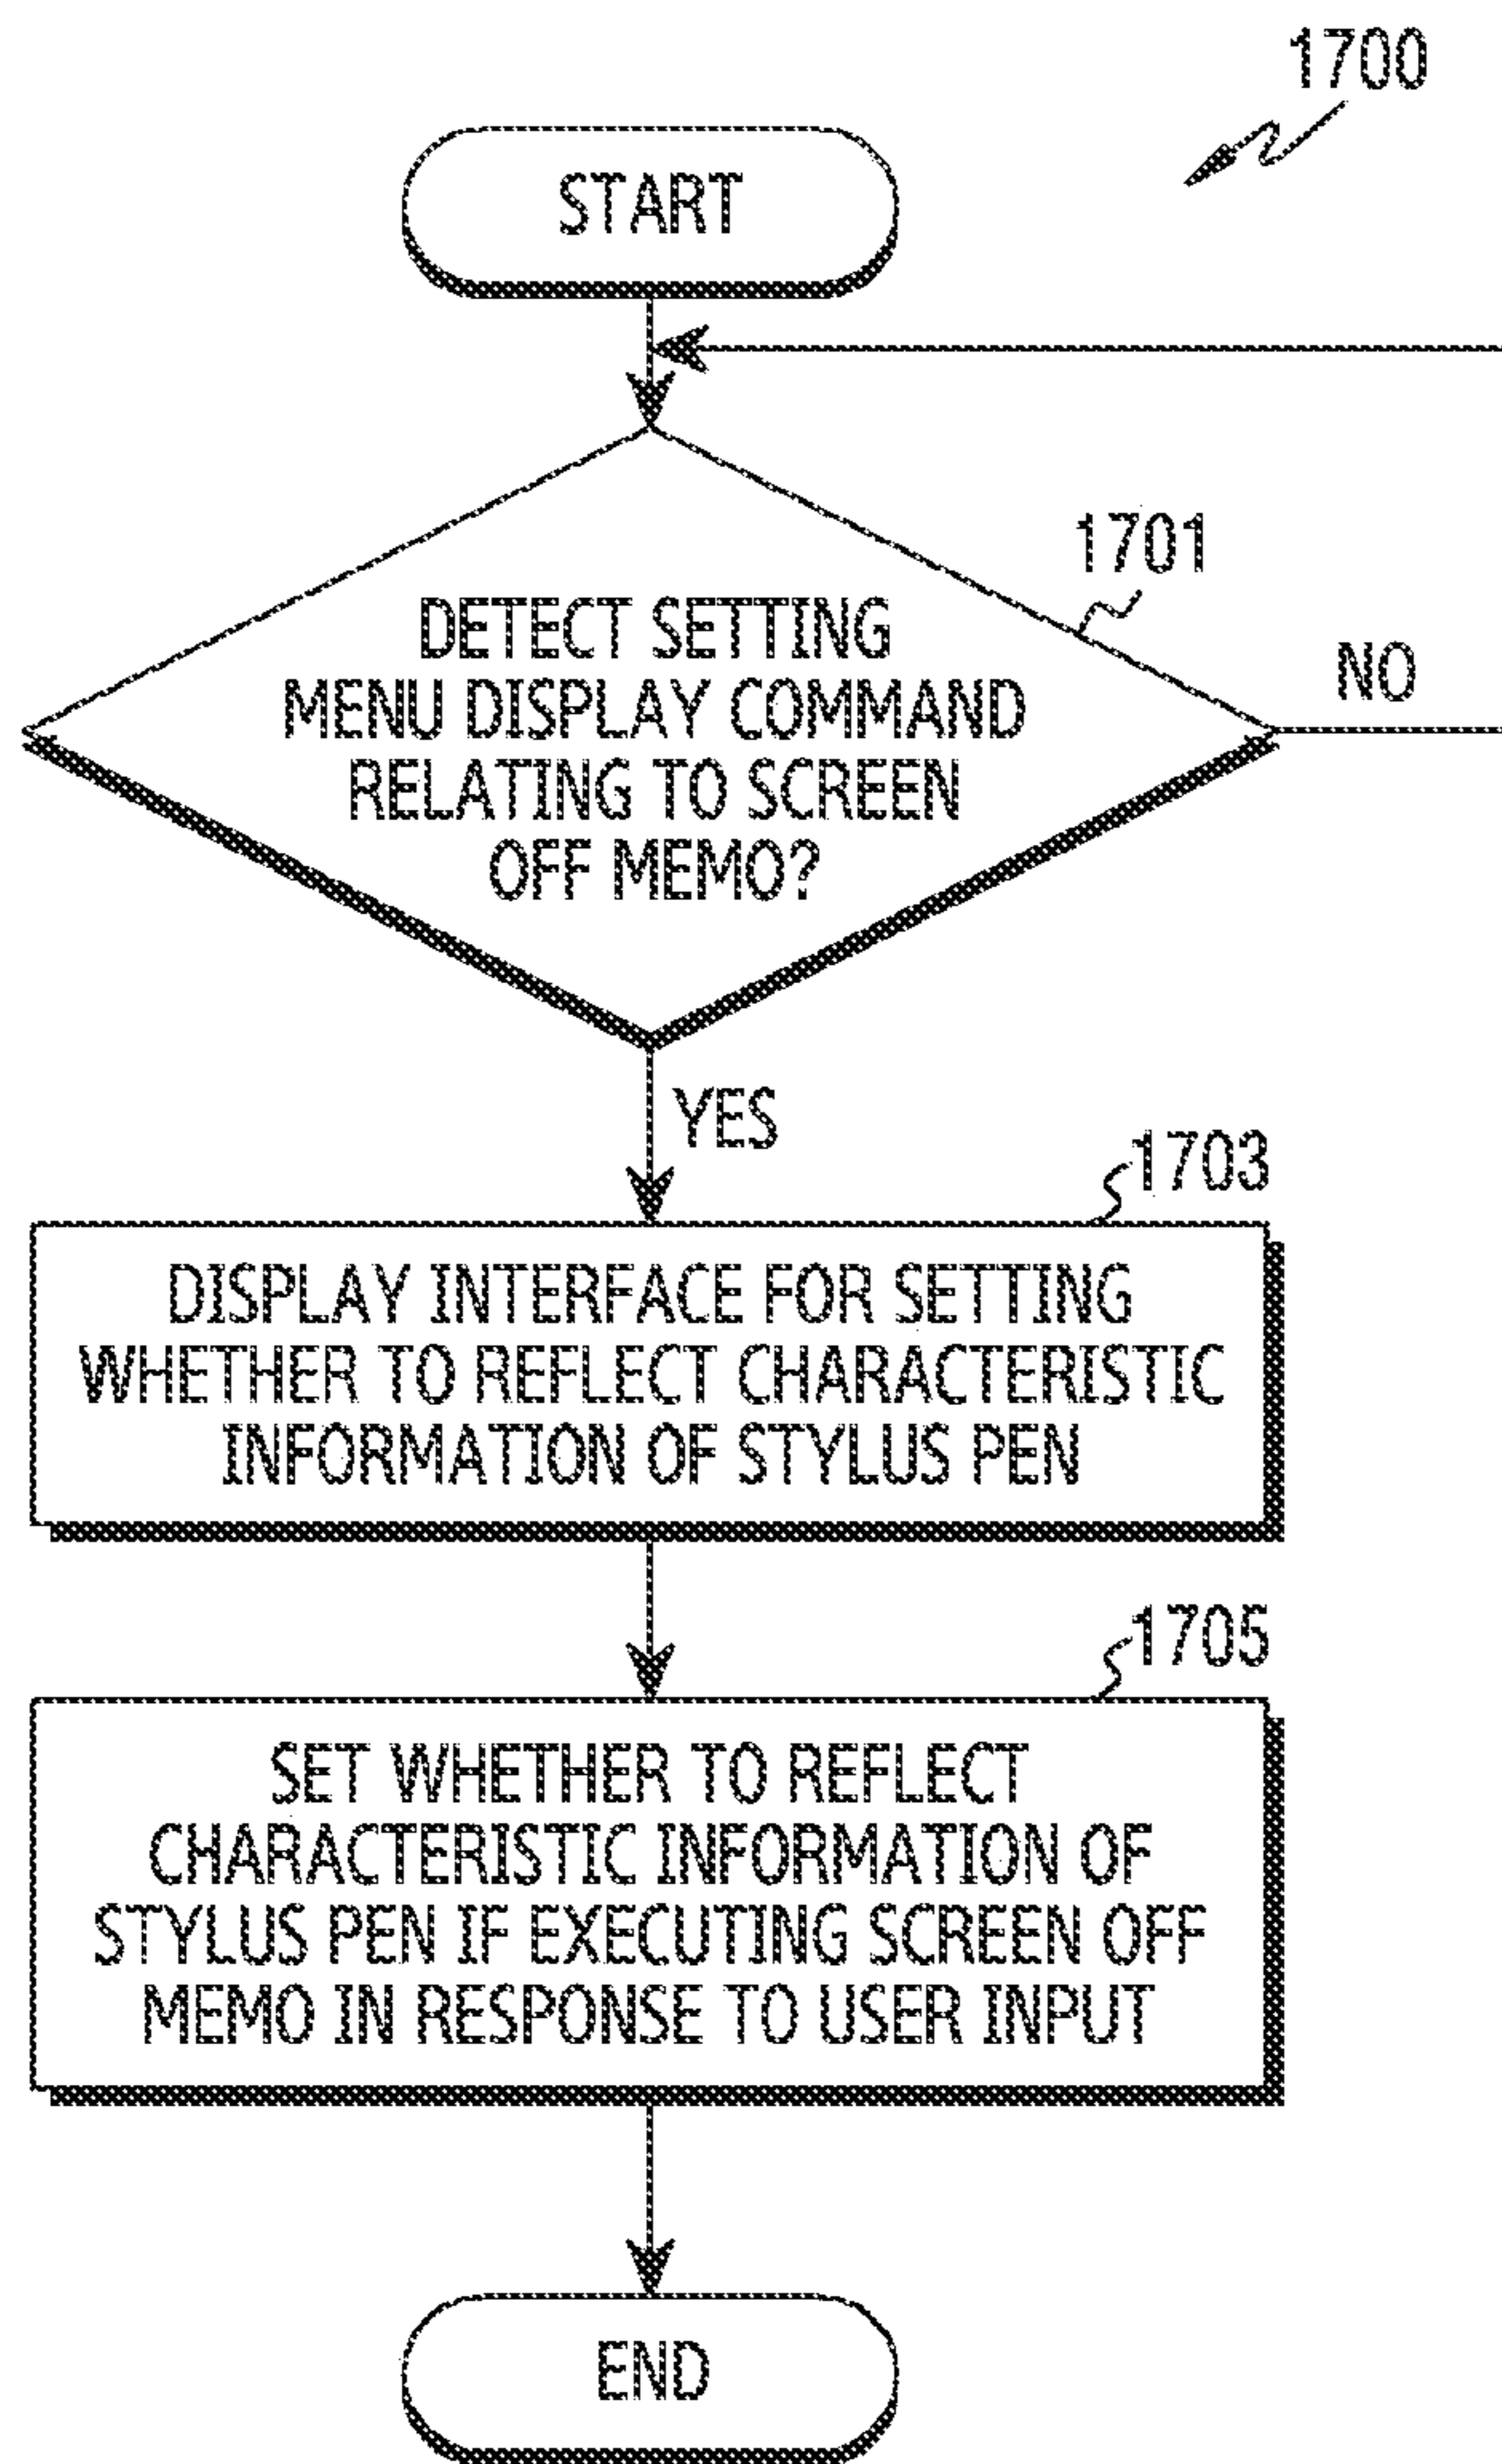 1700
START
1701
DETECT SETTING
MENU DISPLAY COMMAND
RELATING TO SCREEN
OFF MEMO?
NO
YES
1703
DISPLAY INTERFACE FOR SETTING
WHETHER TO REFLECT CHARACTERISTIC
INFORMATION OF STYLUS PEN
1705
SET WHETHER TO REFLECT
CHARACTERISTIC INFORMATION OF
STYLUS PEN IF EXECUTING SCREEN OFF
MEMO IN RESPONSE TO USER INPUT
END